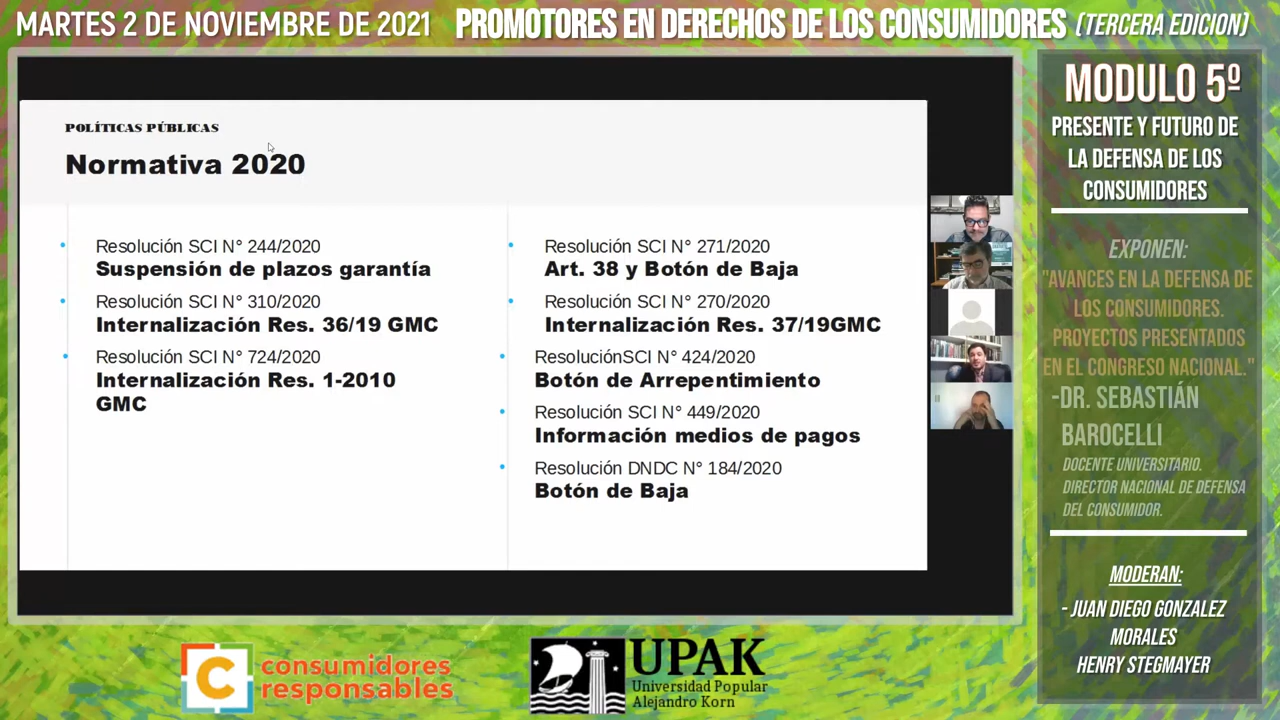 MARTES 2 DE NOVIEMBRE DE 2021
PROMOTORES EN DERECHOS DE LOS CONSUMIDORES (TERCERA EDICION)
POLÍTICAS PÚBLICAS
Normativa 2020
Resolución SCI N° 244/2020
Suspensión de plazos garantía
Resolución SCI N° 310/2020
Internalización Res. 36/19 GMC
Resolución SCI N° 724/2020
Internalización Res. 1-2010
GMC
Resolución SCI N° 271/2020
Art. 38 y Botón de Baja
Resolución SCI N° 270/2020
Internalización Res. 37/19GMC
ResoluciónSCI N° 424/2020
Botón de Arrepentimiento
Resolución SCI N° 449/2020
Información medios de pagos
Resolución DNDC N° 184/2020
Botón de Baja
MODULO 5º
PRESENTE Y FUTURO DE
LA DEFENSA DE LOS
CONSUMIDORES
EXPONEN:
"AVANCES EN LA DEFENSA DE
LOS CONSUMIDORES.
PROYECTOS PRESENTADOS
EN EL CONGRESO NACIONAL."
-DR. SEBASTIÁN
BAROCELLI
DOCENTE UNIVERSITARIO.
DIRECTOR NACIONAL DE DEFENSA
DEL CONSUMIDOR.
MODERAN:
- JUAN DIEGO GONZALEZ
MORALES
HENRY STEGMAYER
C
consumidores
responsables
UPAK
Universidad Popular
Alejandro Korn